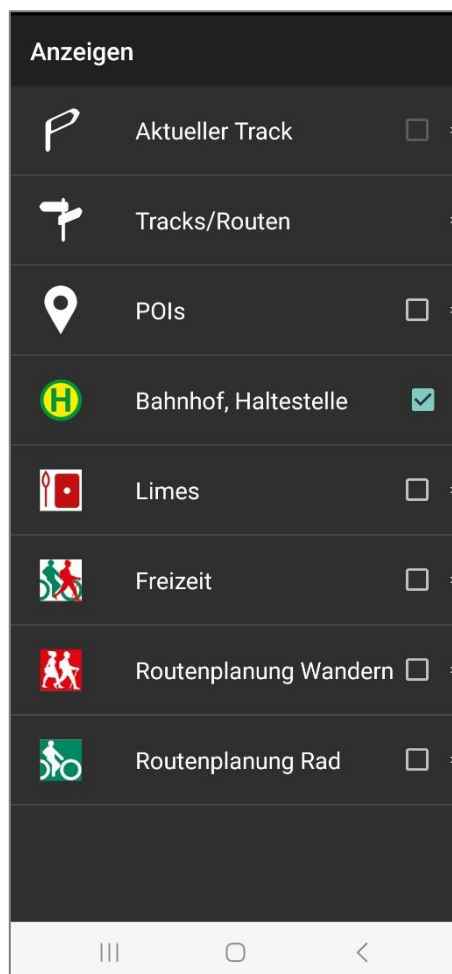 Anzeigen
Aktueller Track
Tracks/Routen
POIs
H Bahnhof, Haltestelle
Limes
Freizeit
Routenplanung Wandern
Routenplanung Rad